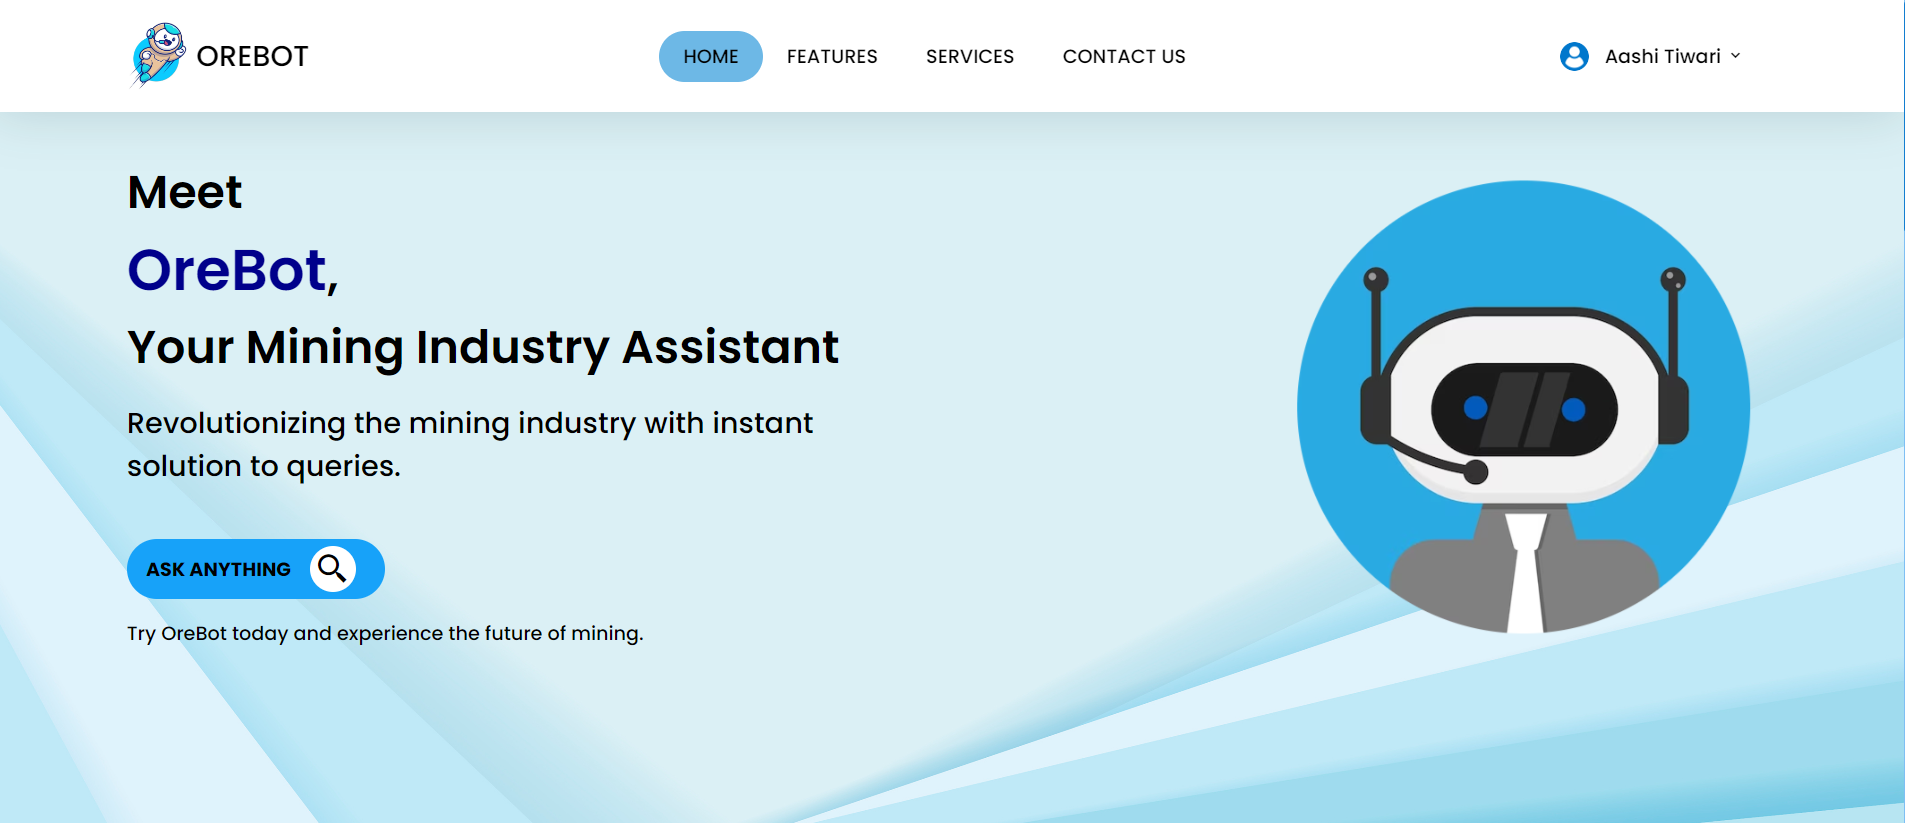 OREBOT
HOME
FEATURES
SERVICES
CONTACT US
Aashi Tiwari
Meet
OreBot,
Your Mining Industry Assistant
Revolutionizing the mining industry with instant
solution to queries.
ASK ANYTHING
Try OreBot today and experience the future of mining.